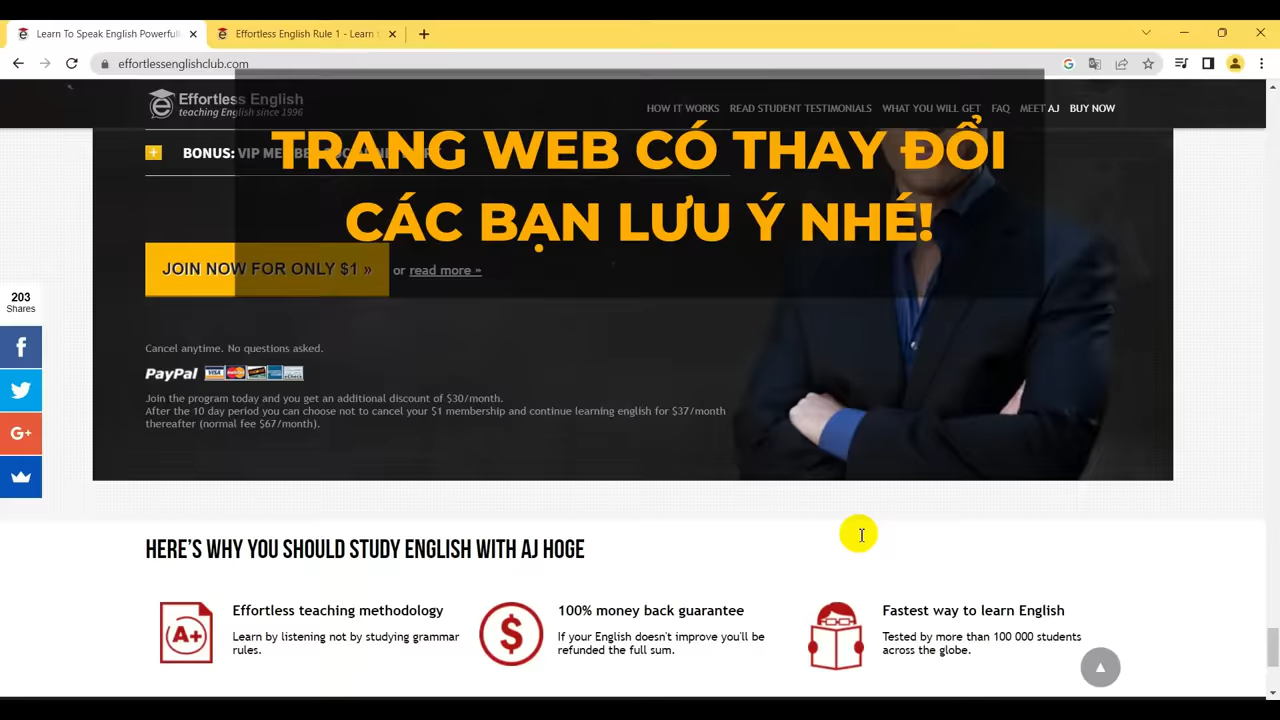 Learn To Speak English Powerfull
Effortless English Rule 1 - Learn t
effortlessenglishclub.com
Effortless English
teaching English since 1996
HOW IT WORKS READ STUDENT TESTIMONIALS WHAT YOU WILL GET FAQ MEET AJ BUY NOW
TRANG WEB CÓ THAY ĐỔI
CÁC BẠN LƯU Ý NHÉ!
BONUS: VIP
JOIN NOW FOR ONLY $1 » or read more »
203
Shares
Cancel anytime. No questions asked.
PayPal VISA
Join the program today and you get an additional discount of $30/month.
After the 10 day period you can choose not to cancel your $1 membership and continue learning english for $37/month
thereafter (normal fee $67/month).
HERE'S WHY YOU SHOULD STUDY ENGLISH WITH AJ HOGE
A+
Effortless teaching methodology
Learn by listening not by studying grammar
rules.
$
100% money back guarantee
If your English doesn't improve you'll be
refunded the full sum.
Fastest way to learn English
Tested by more than 100 000 students
across the globe.